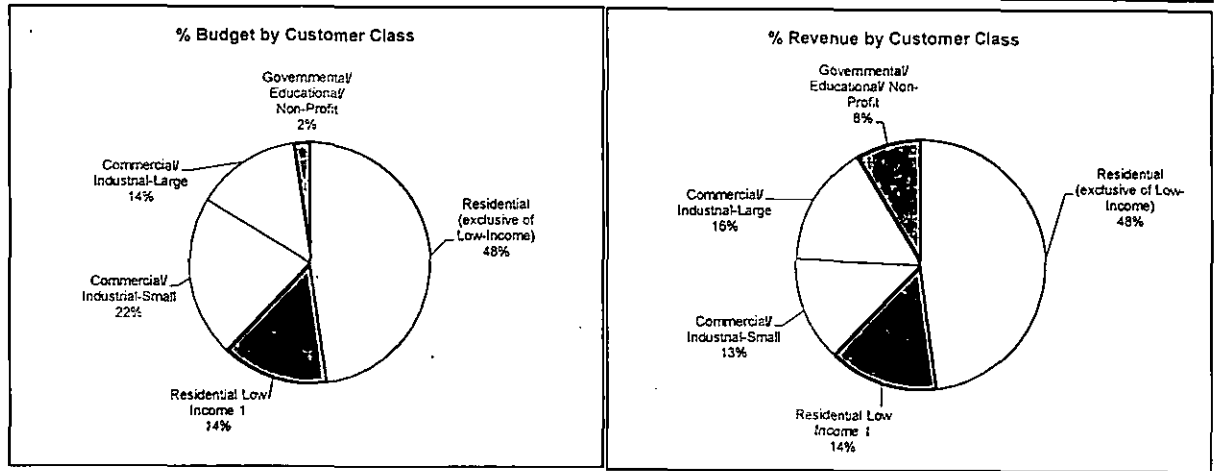 % Budget by Customer Class
Governmental/
Educational/
Non-Profit
2%
Commercial/
Industrial-Large
14%
Residential
(exclusive of
Low-Income)
48%
Commercial/
Industrial-Small
22%
Residential Low
Income 1
14%
% Revenue by Customer Class
Governmental/
Educational/ Non-
Profit
8%
Commercial/
Industrial-Large
16%
Residential
(exclusive of Low-
Income)
48%
Commercial/
Industrial-Small
13%
Residential Low
Income 1
14%